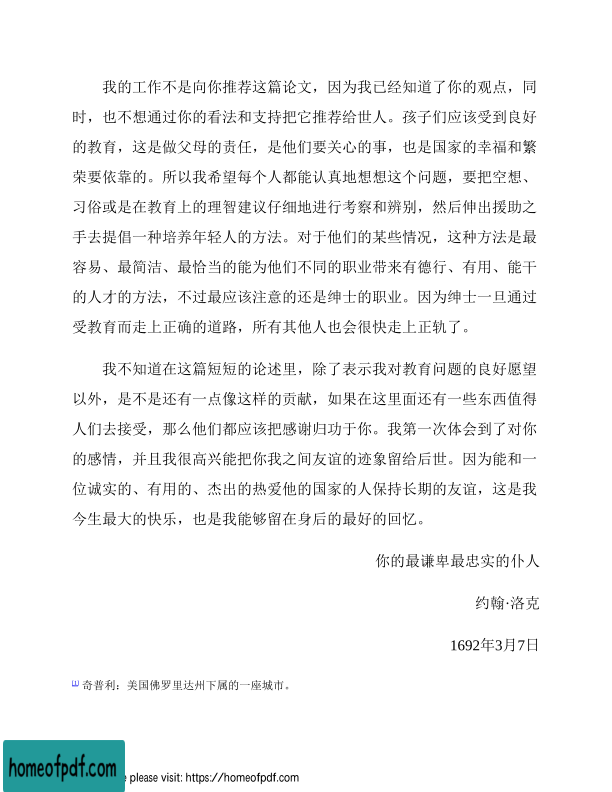 我的工作不是向你推荐这篇论文，因为我已经知道了你的观点，同
时，也不想通过你的看法和支持把它推荐给世人。孩子们应该受到良好
的教育，这是做父母的责任，是他们要关心的事，也是国家的幸福和繁
荣要依靠的。所以我希望每个人都能认真地想想这个问题，要把空想、
习俗或是在教育上的理智建议仔细地进行考察和辨别，然后伸出援助之
手去提倡一种培养年轻人的方法。对于他们的某些情况，这种方法是最
容易、最简洁、最恰当的能为他们不同的职业带来有德行、有用、能干
的人才的方法，不过最应该注意的还是绅士的职业。因为绅士一旦通过
受教育而走上正确的道路，所有其他人也会很快走上正轨了。
我不知道在这篇短短的论述里，除了表示我对教育问题的良好愿望
以外，是不是还有一点像这样的贡献，如果在这里面还有一些东西值得
人们去接受，那么他们都应该把感谢归功于你。我第一次体会到了对你
的感情，并且我很高兴能把你我之间友谊的迹象留给后世。因为能和一
位诚实的、有用的、杰出的热爱他的国家的人保持长期的友谊，这是我
今生最大的快乐，也是我能够留在身后的最好的回忆。
你的最谦卑最忠实的仆人
约翰·洛克
1692年3月7日
[1] 奇普利：美国佛罗里达州下属的一座城市。
homeofpdf.com
e please visit: https://homeofpdf.com